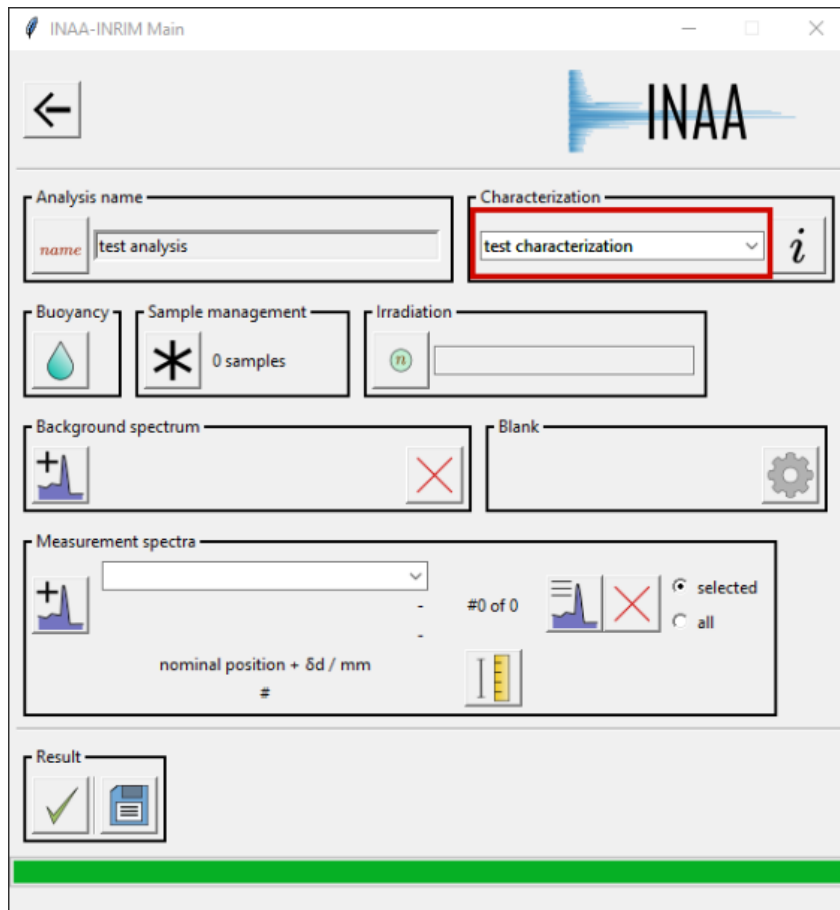 INAA-INRIM Main
INAA
Analysis name
Characterization
name
test analysis
test characterization
i
Buoyancy
Sample management
Irradiation
0 samples
n
Background spectrum
Blank
Measurement spectra
-
#0 of 0
selected
all
-
nominal position + δd / mm
#
Result